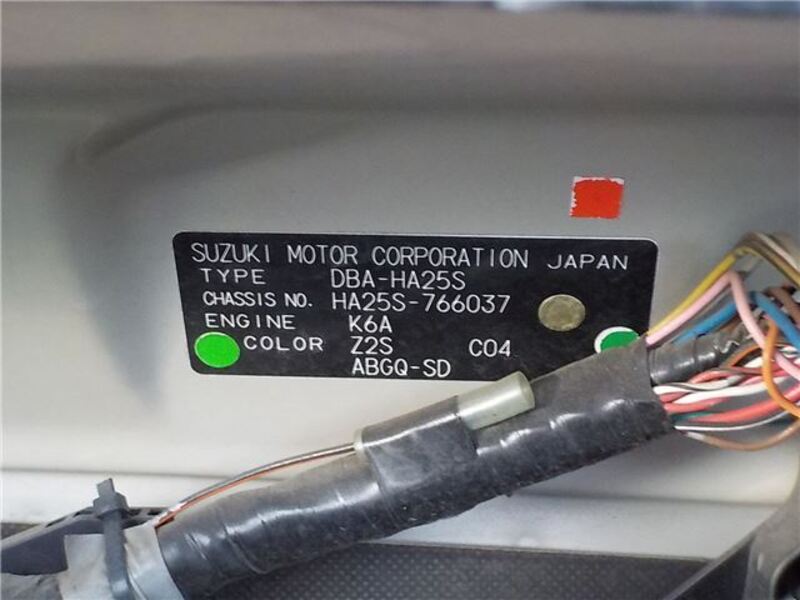 SUZUKI MOTOR CORPORATION JAPAN
TYPE DBA-HA25S
CHASSIS NO. HA25S-766037
ENGINE K6A
COLOR Z2S C04
ABGQ-SD